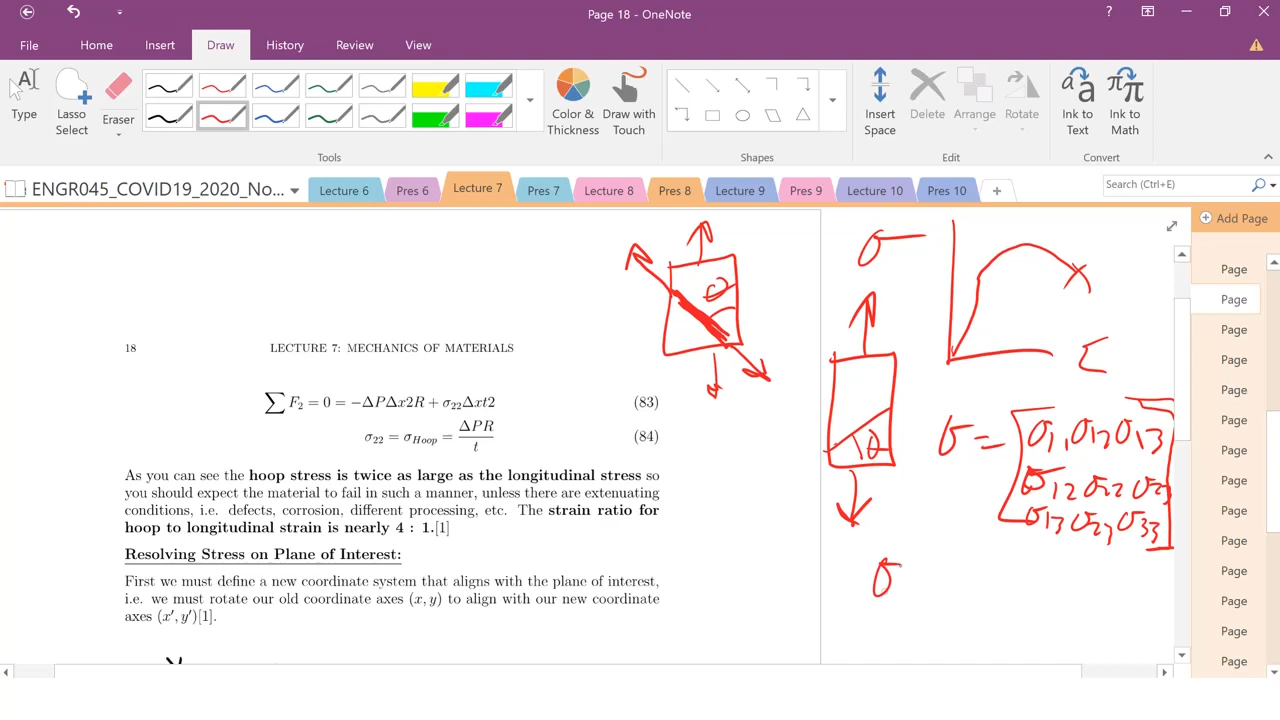 Page 18 - OneNote
?
File
Home
Insert
Draw
History
Review
View
Type
Lasso Select
Eraser
Color & Thickness
Draw with Touch
Insert Space
Delete
Arrange
Rotate
Ink to Text
Ink to Math
Tools
Shapes
Edit
Convert
ENGR045_COVID19_2020_No...
Lecture 6
Pres 6
Lecture 7
Pres 7
Lecture 8
Pres 8
Lecture 9
Pres 9
Lecture 10
Pres 10
+
Search (Ctrl+E)
Add Page
Page
Page
Page
Page
Page
Page
Page
Page
Page
Page
Page
Page
Page
Page
18 LECTURE 7: MECHANICS OF MATERIALS
∑ F₂ = 0 = −ΔPΔx2R + σ₂₂Δxt2 (83)
σ₂₂ = σ_Hoop = ΔPR / t (84)
As you can see the hoop stress is twice as large as the longitudinal stress so
you should expect the material to fail in such a manner, unless there are extenuating
conditions, i.e. defects, corrosion, different processing, etc. The strain ratio for
hoop to longitudinal strain is nearly 4 : 1.[1]
Resolving Stress on Plane of Interest:
First we must define a new coordinate system that aligns with the plane of interest,
i.e. we must rotate our old coordinate axes (x, y) to align with our new coordinate
axes (x′, y′)[1].
θ
σ
ε
θ
σ = σ11 σ12 σ13
σ12 σ22 σ23
σ13 σ23 σ33
σ